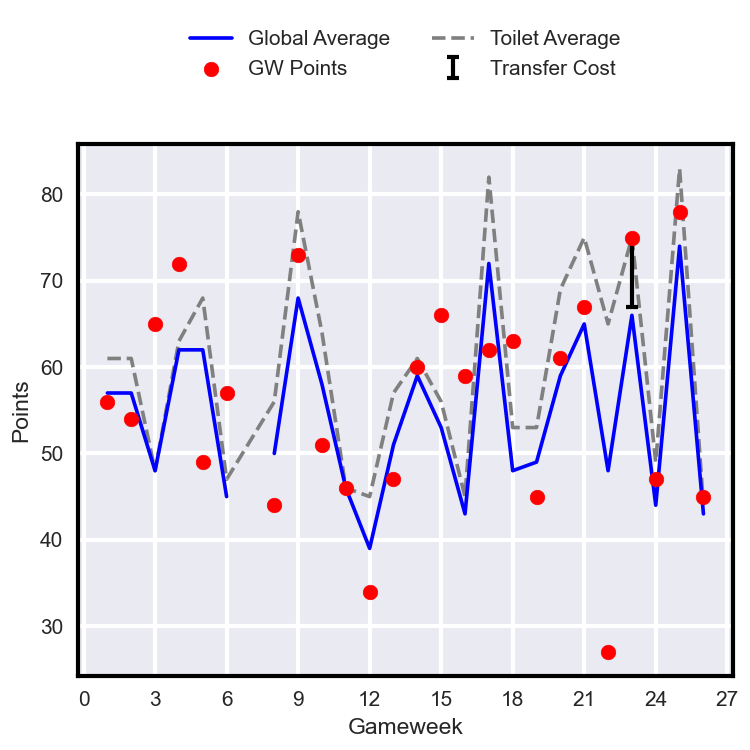 Global Average
Toilet Average
GW Points
Transfer Cost
80
70
60
50
40
30
Points
0 3 6 9 12 15 18 21 24 27
Gameweek